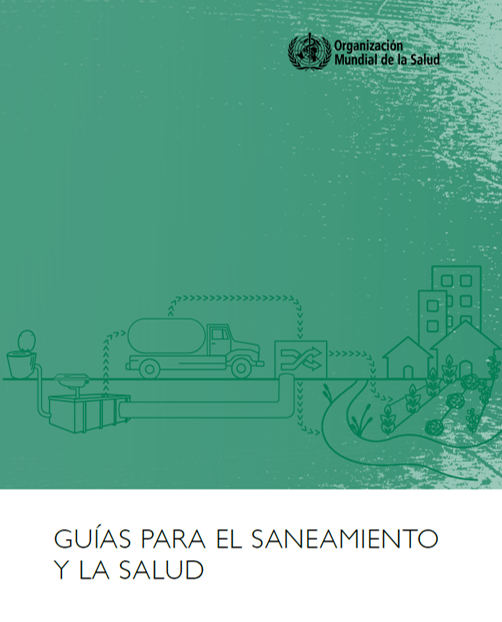 Organización
Mundial de la Salud
GUÍAS PARA EL SANEAMIENTO
Y LA SALUD